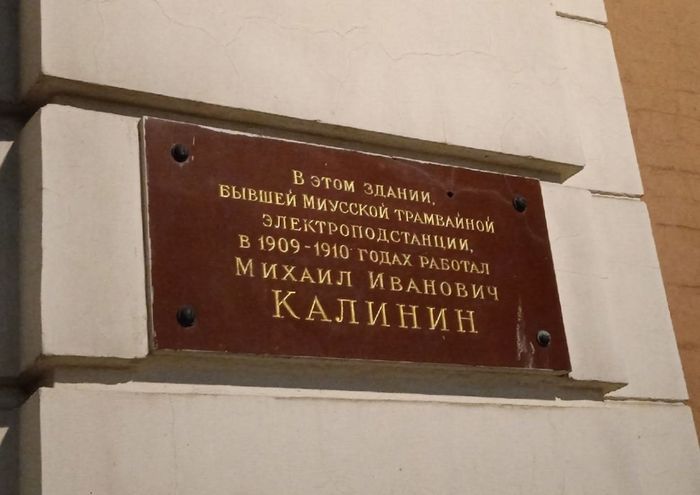 В этом здании,
бывшей Миусской трамвайной
электроподстанции,
в 1909-1910 годах работал
Михаил Иванович
Калинин